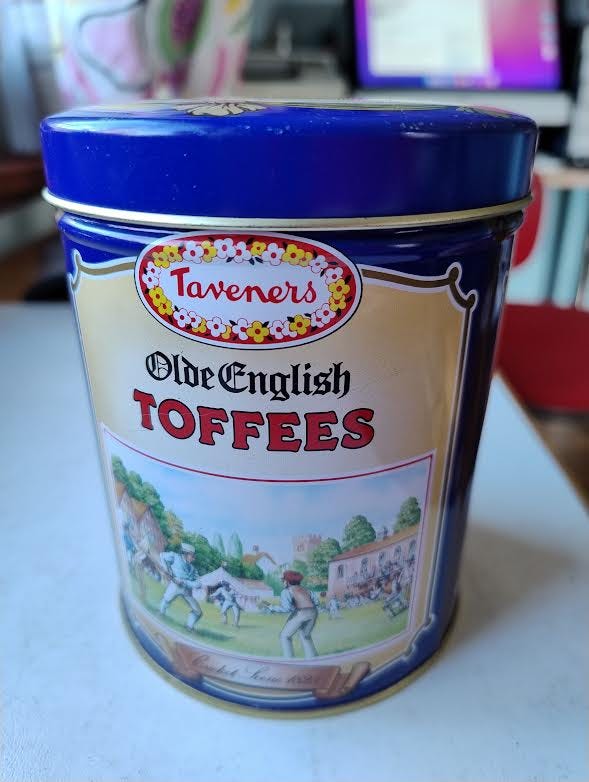 Taveners
Olde English
TOFFEES
Cricket Scene